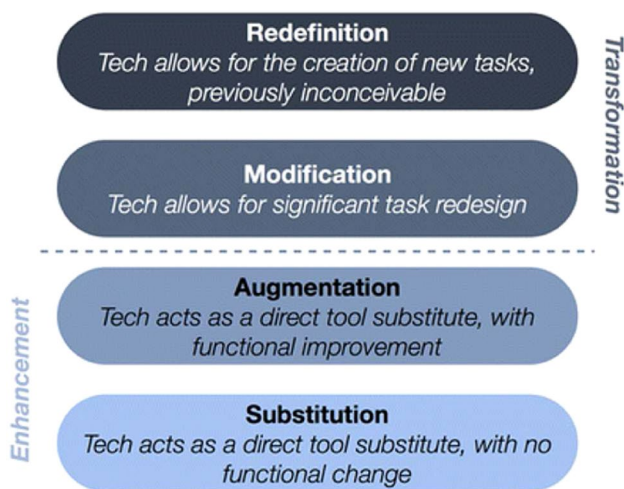 Redefinition
Tech allows for the creation of new tasks,
previously inconceivable
Transformation
Modification
Tech allows for significant task redesign
Augmentation
Tech acts as a direct tool substitute, with
functional improvement
Enhancement
Substitution
Tech acts as a direct tool substitute, with no
functional change